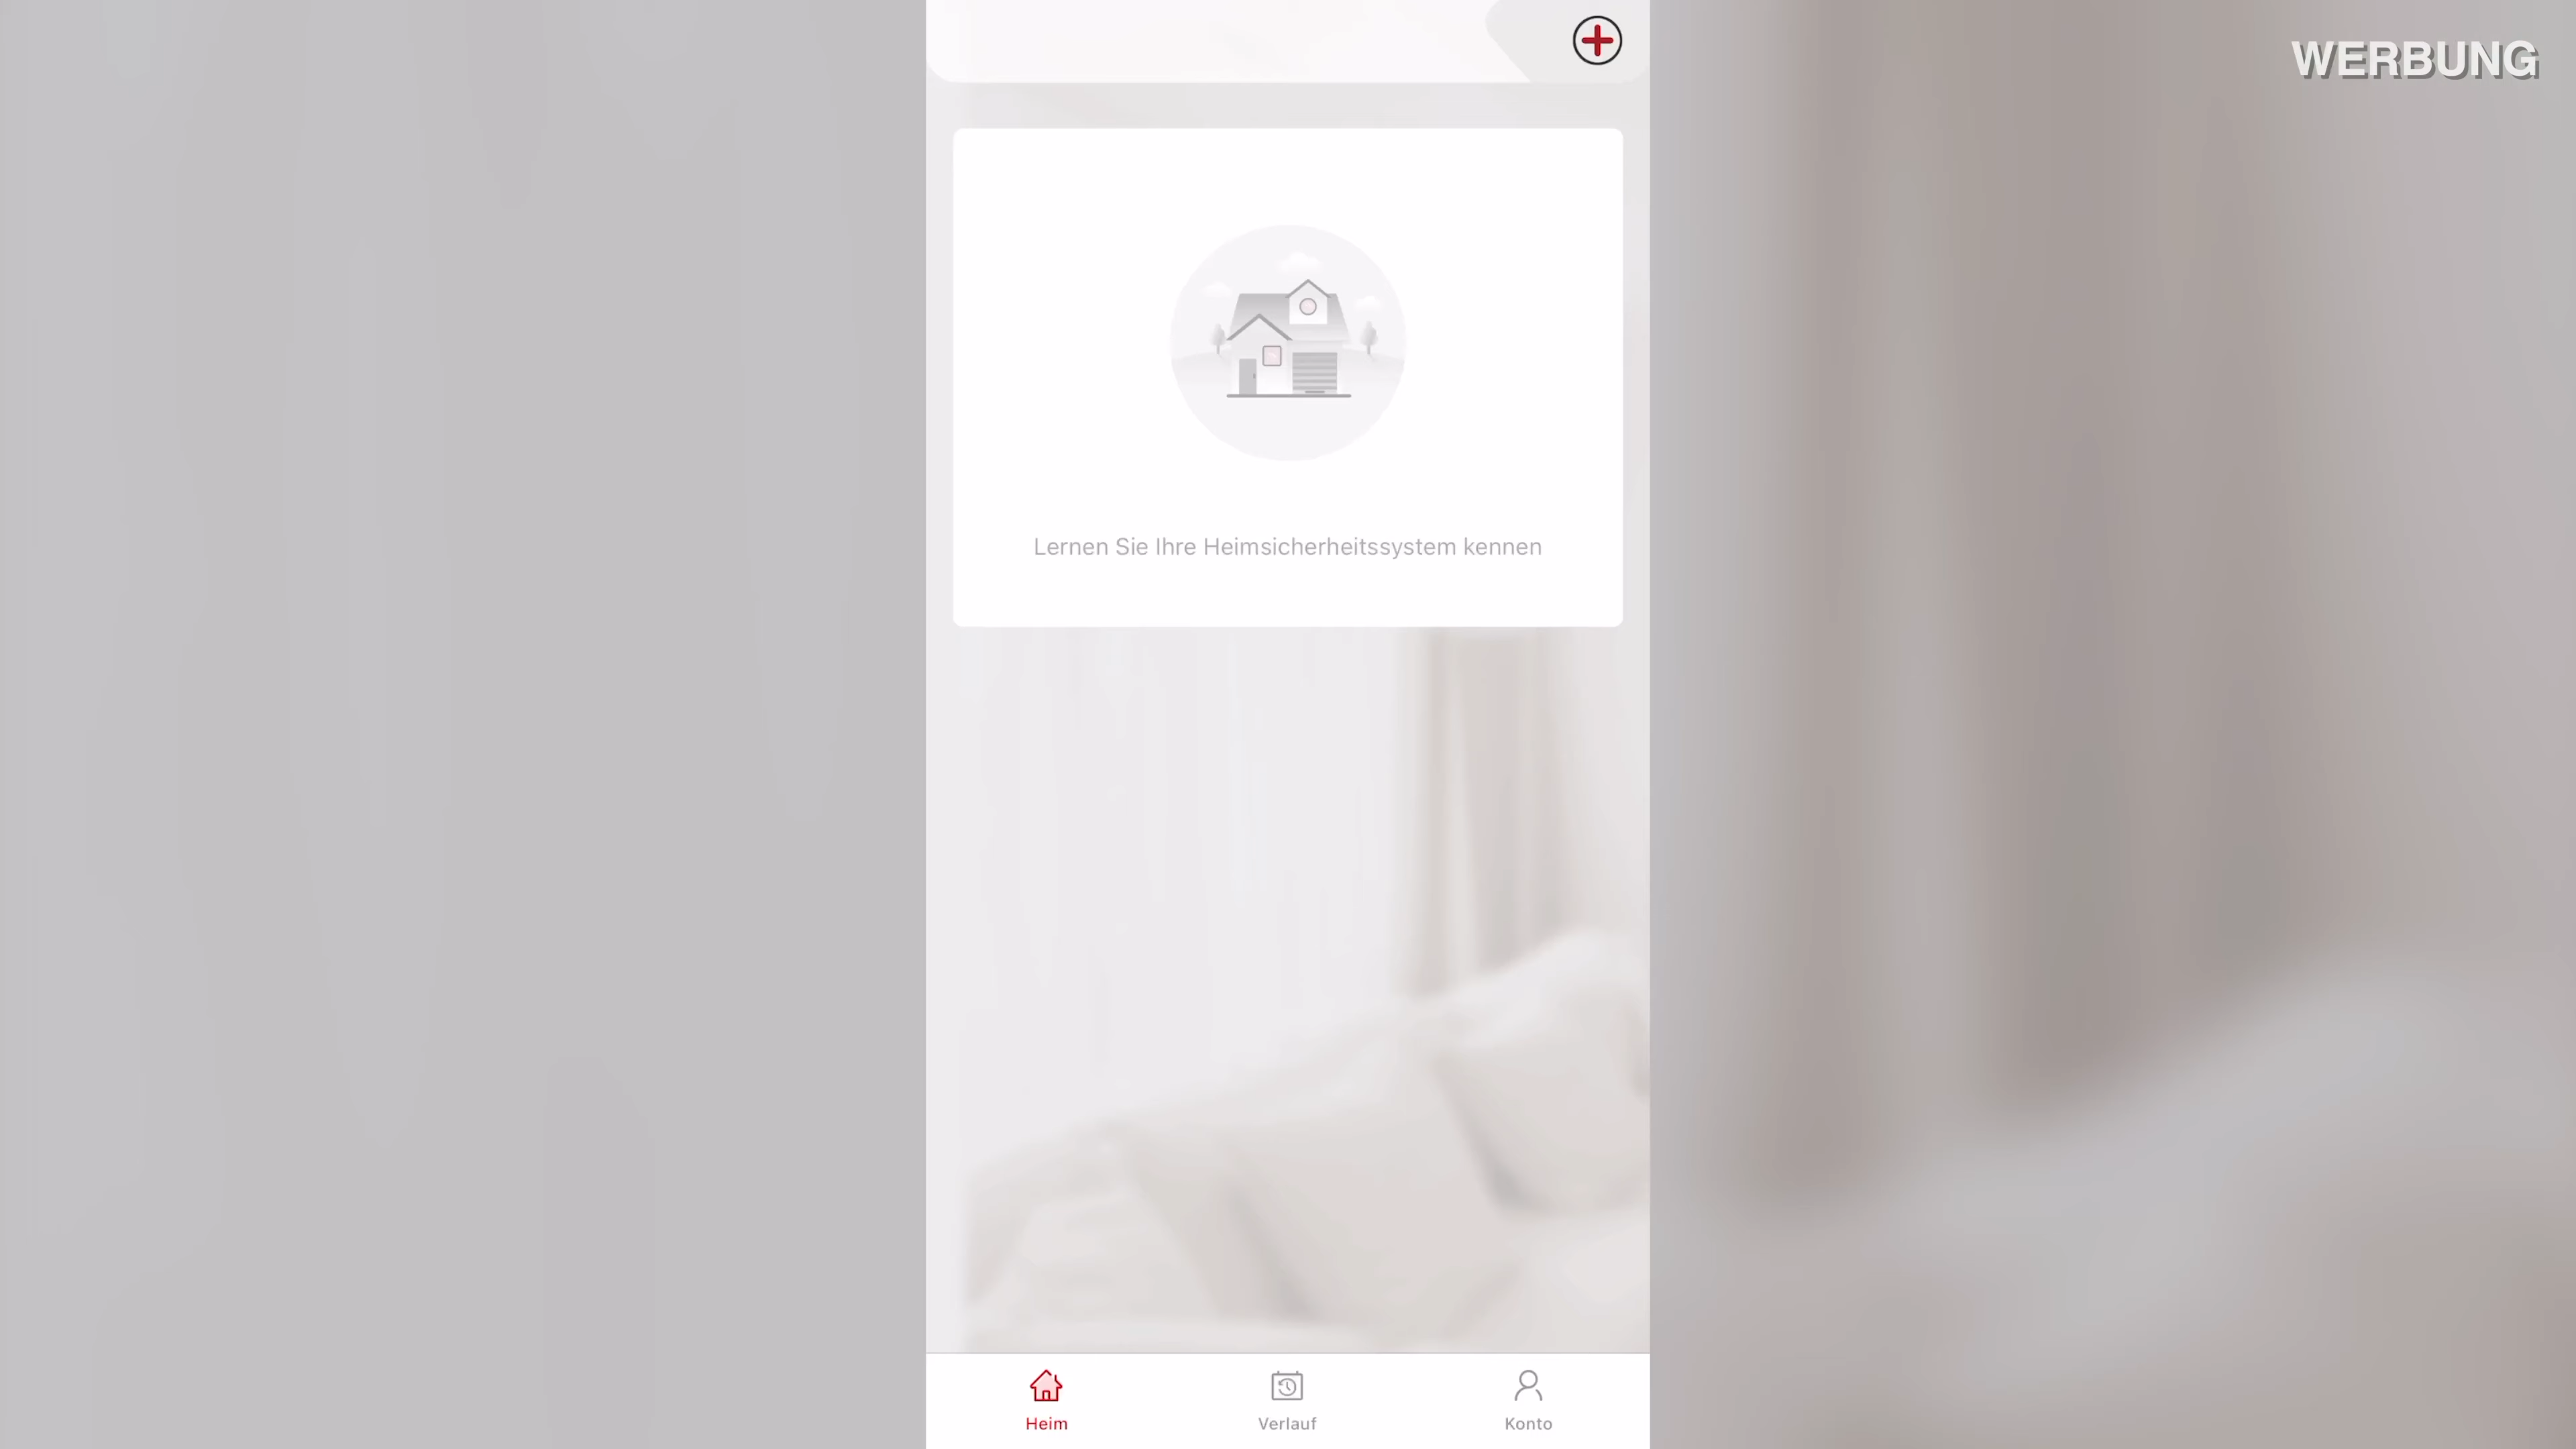 WERBUNG
Lernen Sie Ihre Heimsicherheitssystem kennen
Heim
Verlauf
Konto